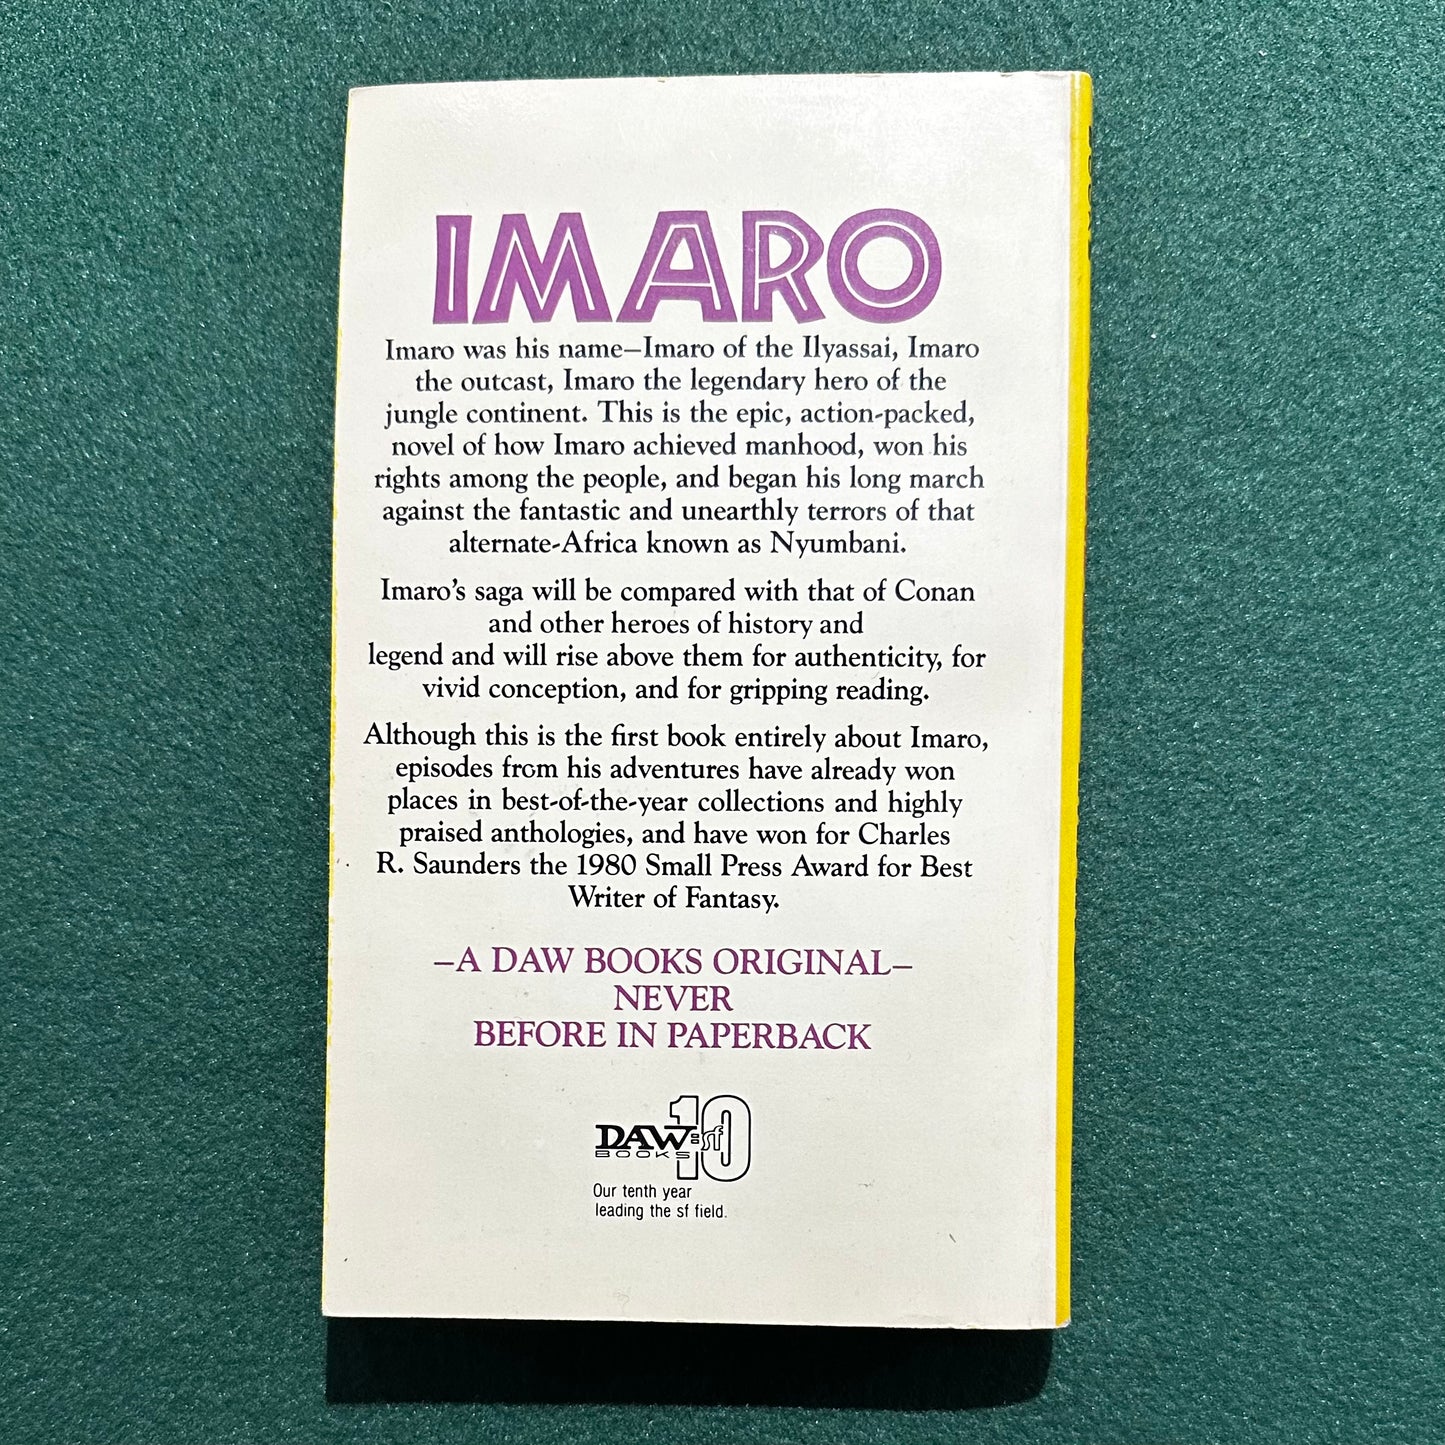 IMARO
Imaro was his name—Imaro of the Ilyassai, Imaro
the outcast, Imaro the legendary hero of the
jungle continent. This is the epic, action-packed,
novel of how Imaro achieved manhood, won his
rights among the people, and began his long march
against the fantastic and unearthly terrors of that
alternate-Africa known as Nyumbani.
Imaro's saga will be compared with that of Conan
and other heroes of history and
legend and will rise above them for authenticity, for
vivid conception, and for gripping reading.
Although this is the first book entirely about Imaro,
episodes from his adventures have already won
places in best-of-the-year collections and highly
praised anthologies, and have won for Charles
R. Saunders the 1980 Small Press Award for Best
Writer of Fantasy.
—A DAW BOOKS ORIGINAL—
NEVER
BEFORE IN PAPERBACK
DAW=sf 10
BOOKS
Our tenth year
leading the sf field.